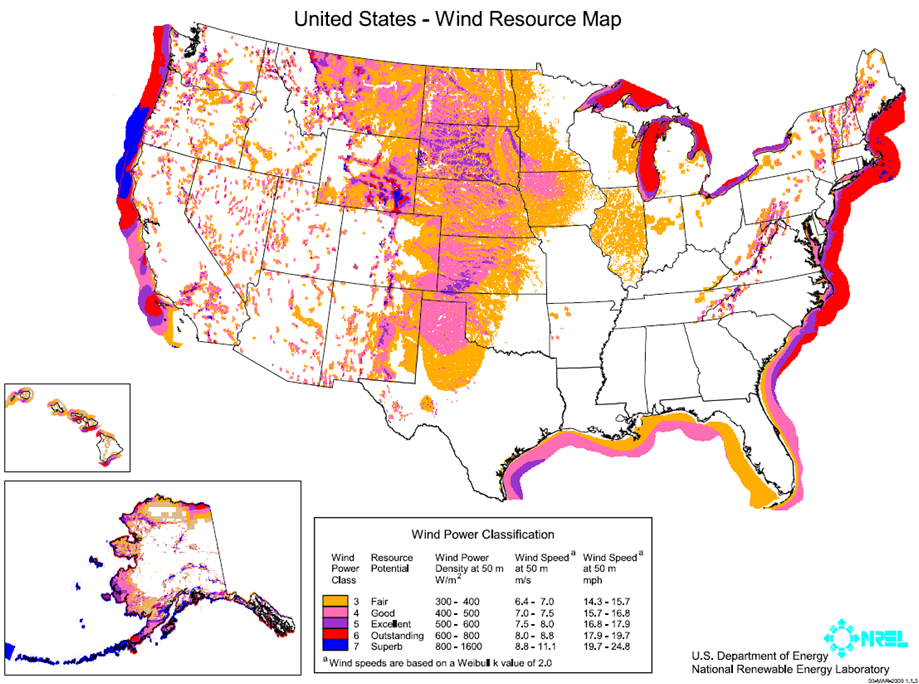 United States - Wind Resource Map
Wind Power Classification
Wind Power Class Resource Potential Wind Power Density at 50 m W/m2 Wind Speed a at 50 m m/s Wind Speed a at 50 m mph
3 Fair 300 - 400 6.4 - 7.0 14.3 - 15.7
4 Good 400 - 500 7.0 - 7.5 15.7 - 16.8
5 Excellent 500 - 600 7.5 - 8.0 16.8 - 17.9
6 Outstanding 600 - 800 8.0 - 8.8 17.9 - 19.7
7 Superb 800 - 1600 8.8 - 11.1 19.7 - 24.8
a Wind speeds are based on a Weibull k value of 2.0
NREL
U.S. Department of Energy
National Renewable Energy Laboratory